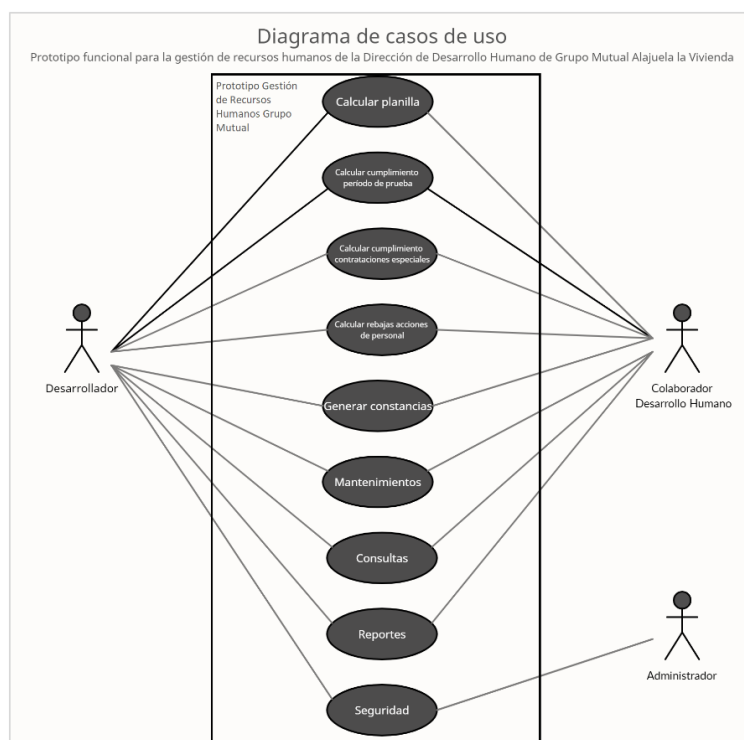 Diagrama de casos de uso
Prototipo funcional para la gestión de recursos humanos de la Dirección de Desarrollo Humano de Grupo Mutual Alajuela la Vivienda
Prototipo Gestión
de Recursos
Humanos Grupo
Mutual
Calcular planilla
Calcular cumplimiento
período de prueba
Calcular cumplimiento
contrataciones especiales
Calcular rebajas acciones
de personal
Desarrollador
Colaborador
Desarrollo Humano
Generar constancias
Mantenimientos
Consultas
Reportes
Administrador
Seguridad